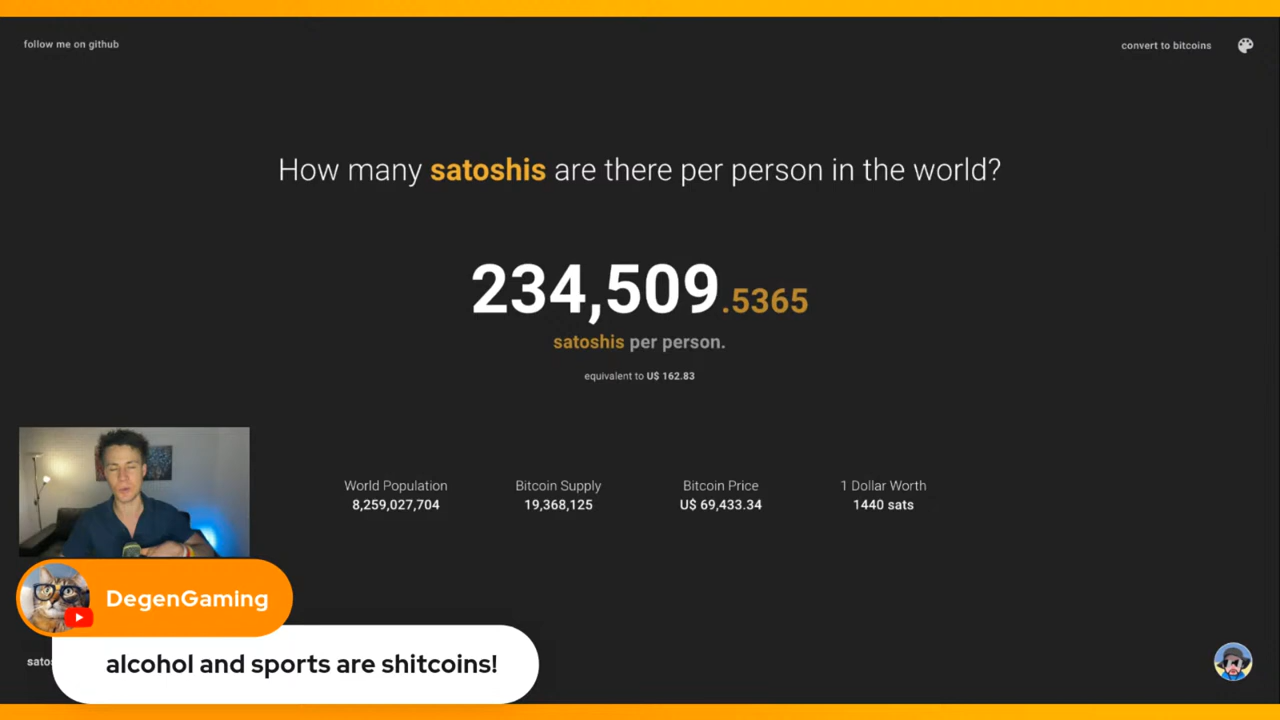 follow me on github
convert to bitcoins
How many satoshis are there per person in the world?
234,509.5365
satoshis per person.
equivalent to U$ 162.83
World Population
8,259,027,704
Bitcoin Supply
19,368,125
Bitcoin Price
U$ 69,433.34
1 Dollar Worth
1440 sats
DegenGaming
alcohol and sports are shitcoins!